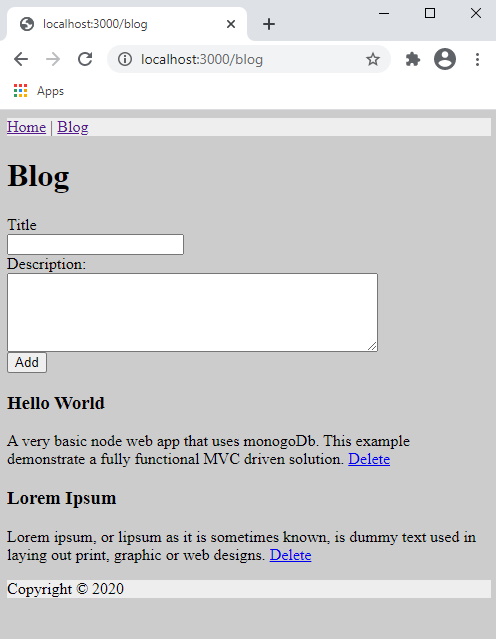 localhost:3000/blog
localhost:3000/blog
Apps
Home | Blog
Blog
Title
Description:
Add
Hello World
A very basic node web app that uses monogoDb. This example
demonstrate a fully functional MVC driven solution. Delete
Lorem Ipsum
Lorem ipsum, or lipsum as it is sometimes known, is dummy text used in
laying out print, graphic or web designs. Delete
Copyright © 2020